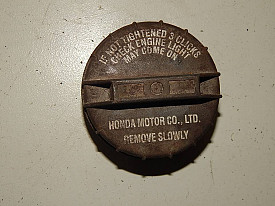 IF NOT TIGHTENED 3 CLICKS
CHECK ENGINE LIGHT
MAY COME ON
HONDA MOTOR CO., LTD.
REMOVE SLOWLY